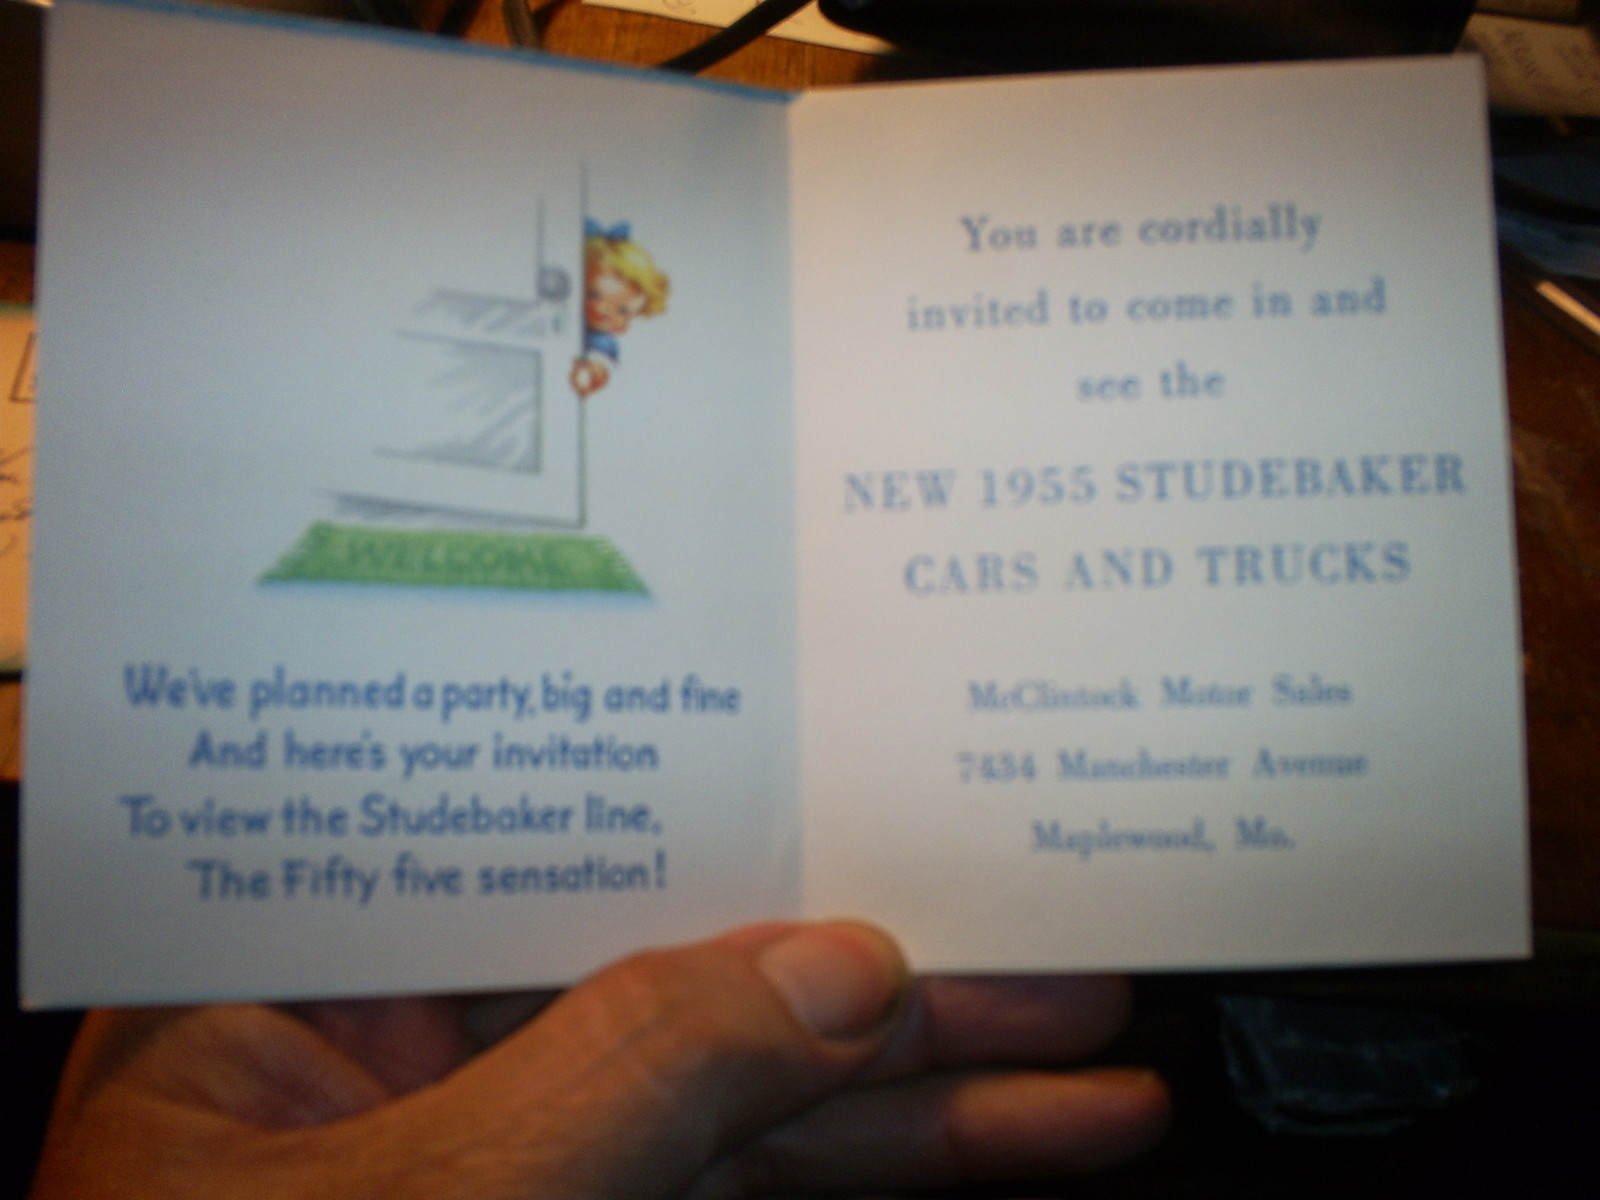 WELCOME
We've planned a party, big and fine
And here's your invitation
To view the Studebaker line,
The Fifty five sensation!
You are cordially
invited to come in and
see the
NEW 1955 STUDEBAKER
CARS AND TRUCKS
McClintock Motor Sales
7434 Manchester Avenue
Maplewood, Mo.